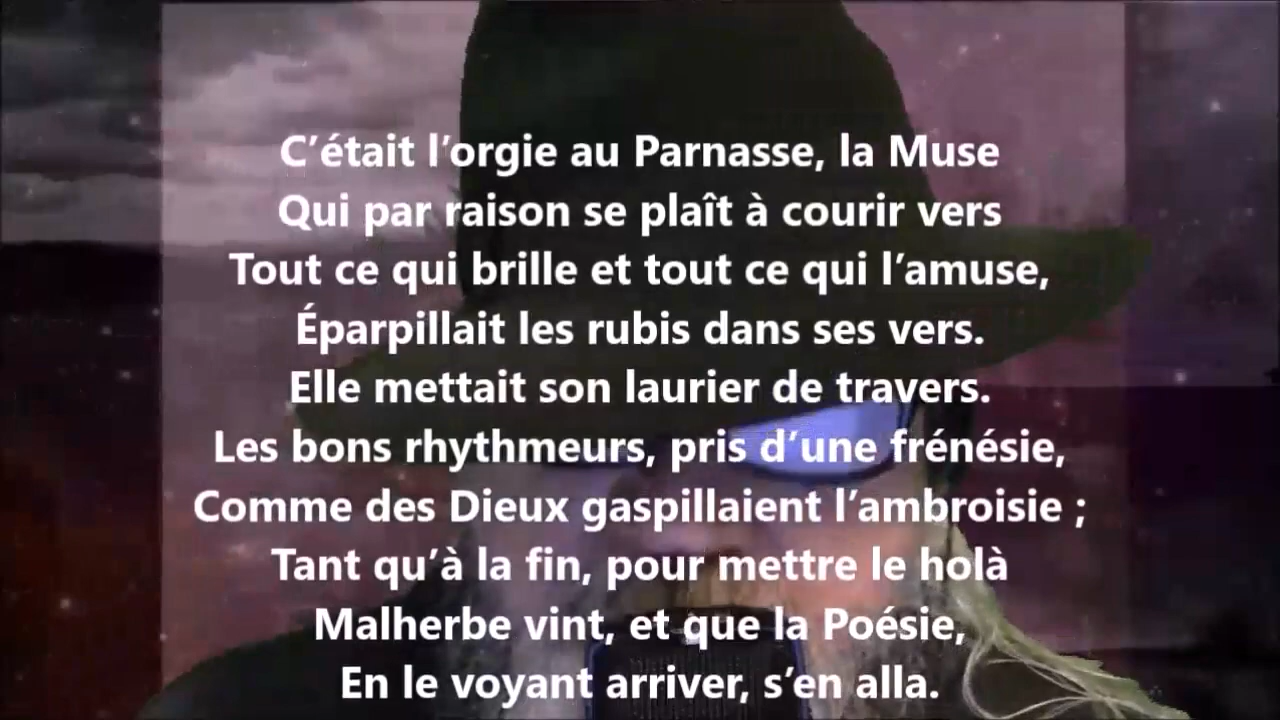 C’était l’orgie au Parnasse, la Muse
Qui par raison se plaît à courir vers
Tout ce qui brille et tout ce qui l’amuse,
Éparpillait les rubis dans ses vers.
Elle mettait son laurier de travers.
Les bons rhythmeurs, pris d’une frénésie,
Comme des Dieux gaspillaient l’ambroisie ;
Tant qu’à la fin, pour mettre le holà
Malherbe vint, et que la Poésie,
En le voyant arriver, s’en alla.